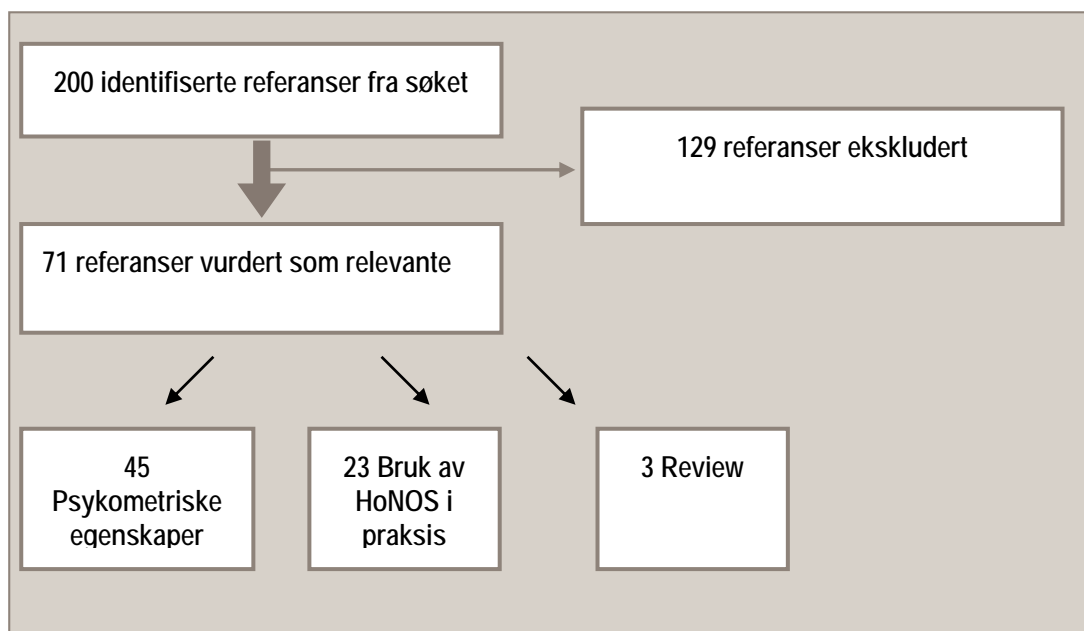 200 identifiserte referanser fra søket
129 referanser ekskludert
71 referanser vurdert som relevante
45
Psykometriske
egenskaper
23 Bruk av
HoNOS i
praksis
3 Review